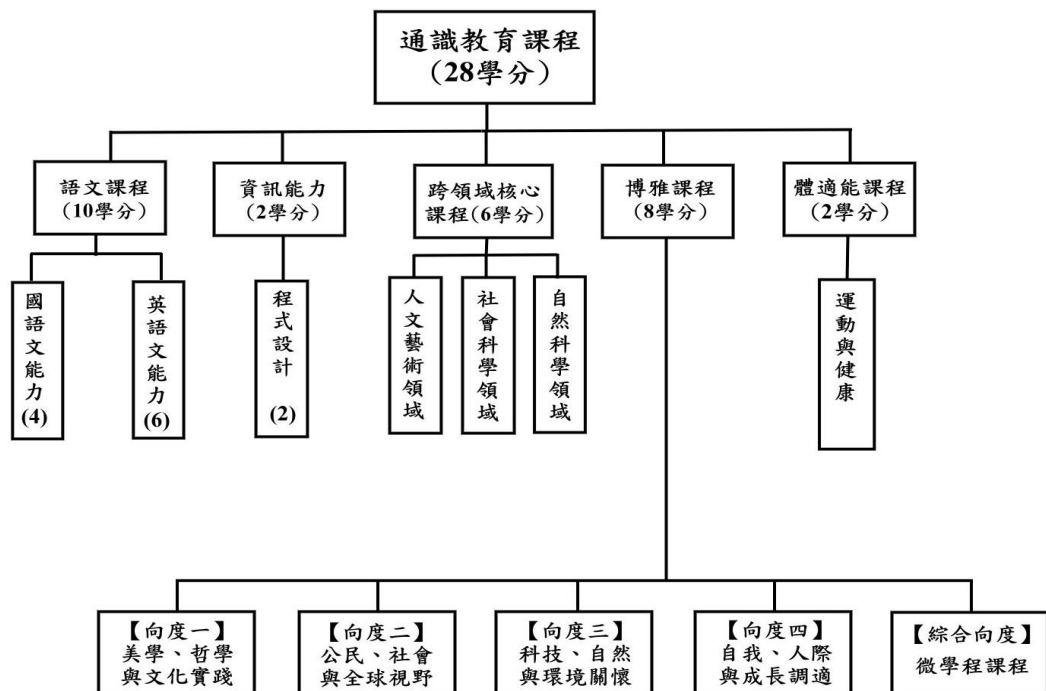 通識教育課程
(28學分)
語文課程
(10學分)
資訊能力
(2學分)
跨領域核心
課程(6學分)
博雅課程
(8學分)
體適能課程
(2學分)
國語文能力(4)
英語文能力(6)
程式設計(2)
人文藝術領域
社會科學領域
自然科學領域
運動與健康
【向度一】
美學、哲學
與文化實踐
【向度二】
公民、社會
與全球視野
【向度三】
科技、自然
與環境關懷
【向度四】
自我、人際
與成長調適
【綜合向度】
微學程課程